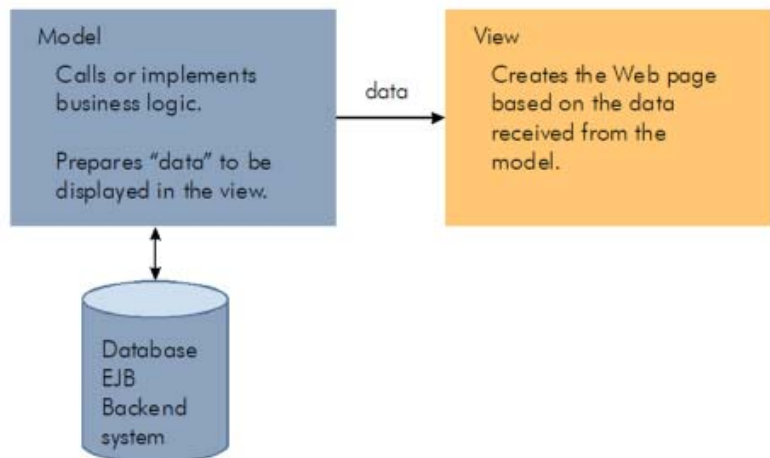 Model
Calls or implements
business logic.
Prepares “data” to be
displayed in the view.
data
View
Creates the Web page
based on the data
received from the
model.
Database
EJB
Backend
system